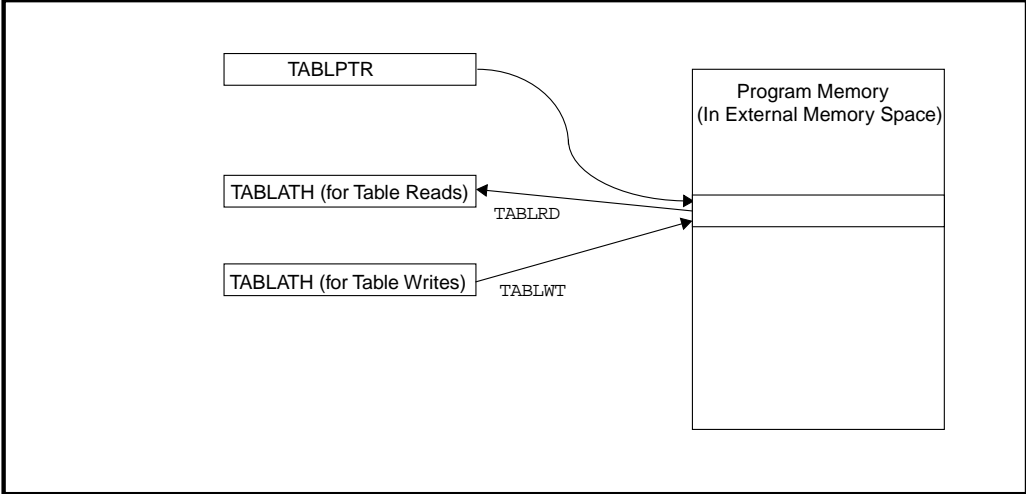 TABLPTR
Program Memory
(In External Memory Space)
TABLATH (for Table Reads)
TABLRD
TABLATH (for Table Writes)
TABLWT